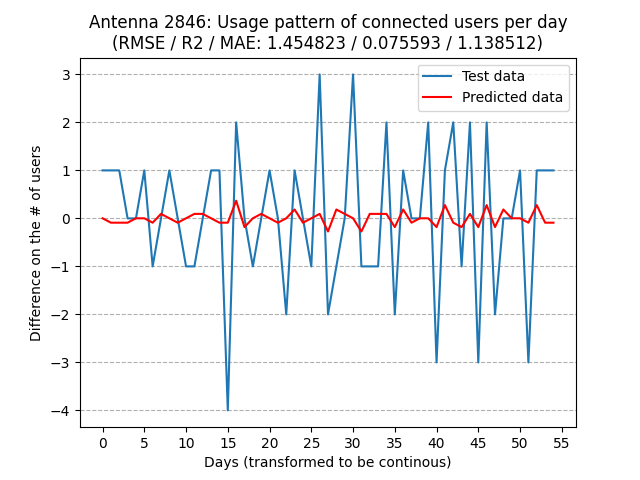 Antenna 2846: Usage pattern of connected users per day
(RMSE / R2 / MAE: 1.454823 / 0.075593 / 1.138512)
Test data
Predicted data
Difference on the # of users
3
2
1
0
−1
−2
−3
−4
0 5 10 15 20 25 30 35 40 45 50 55
Days (transformed to be continous)